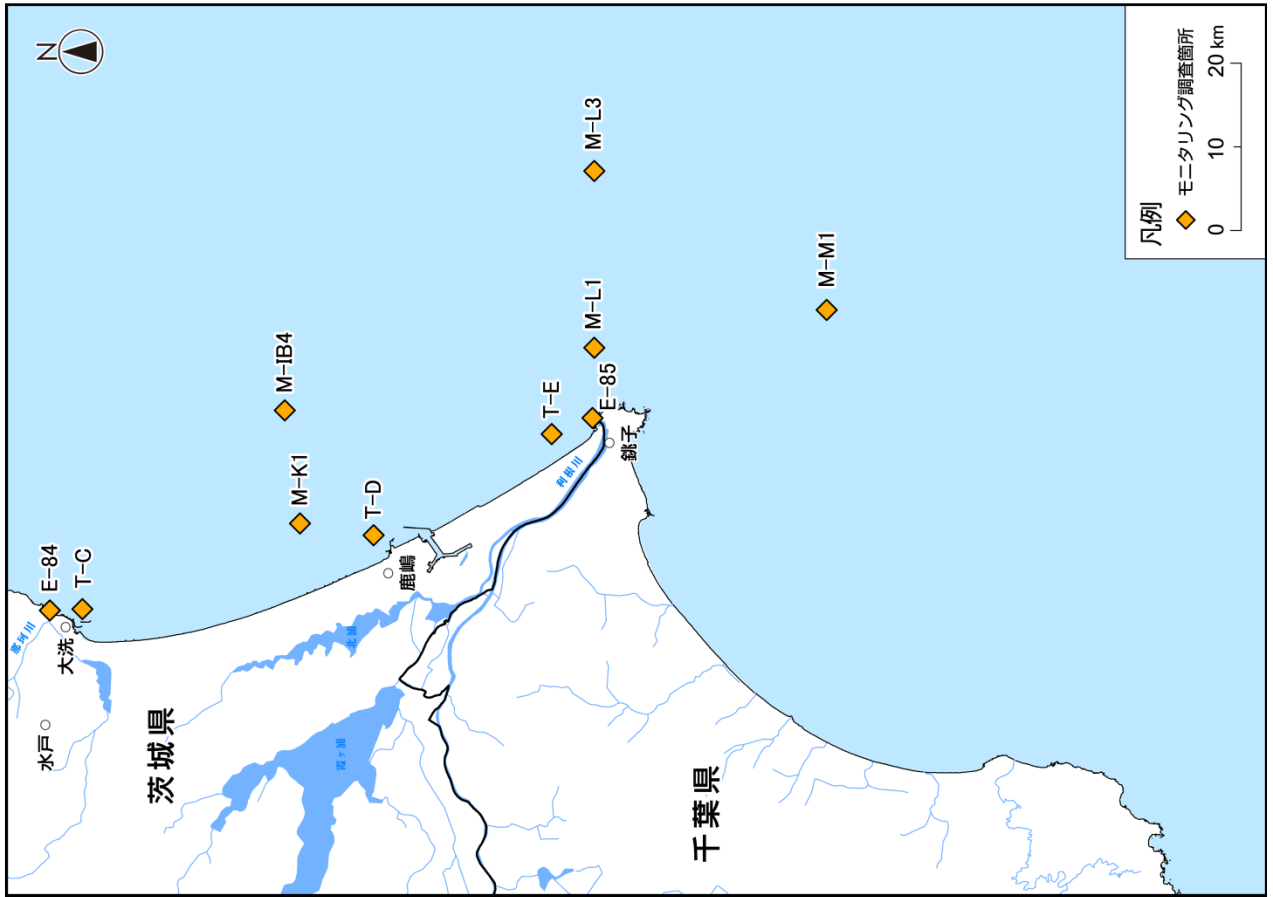 N
E-84
T-C
M-K1
M-IB4
T-D
T-E
E-85
M-L1
M-L3
M-M1
那珂川
大洗
水戸
茨城県
鹿嶋
北浦
霞ヶ浦
利根川
銚子
千葉県
凡例
モニタリング調査箇所
0 10 20 km